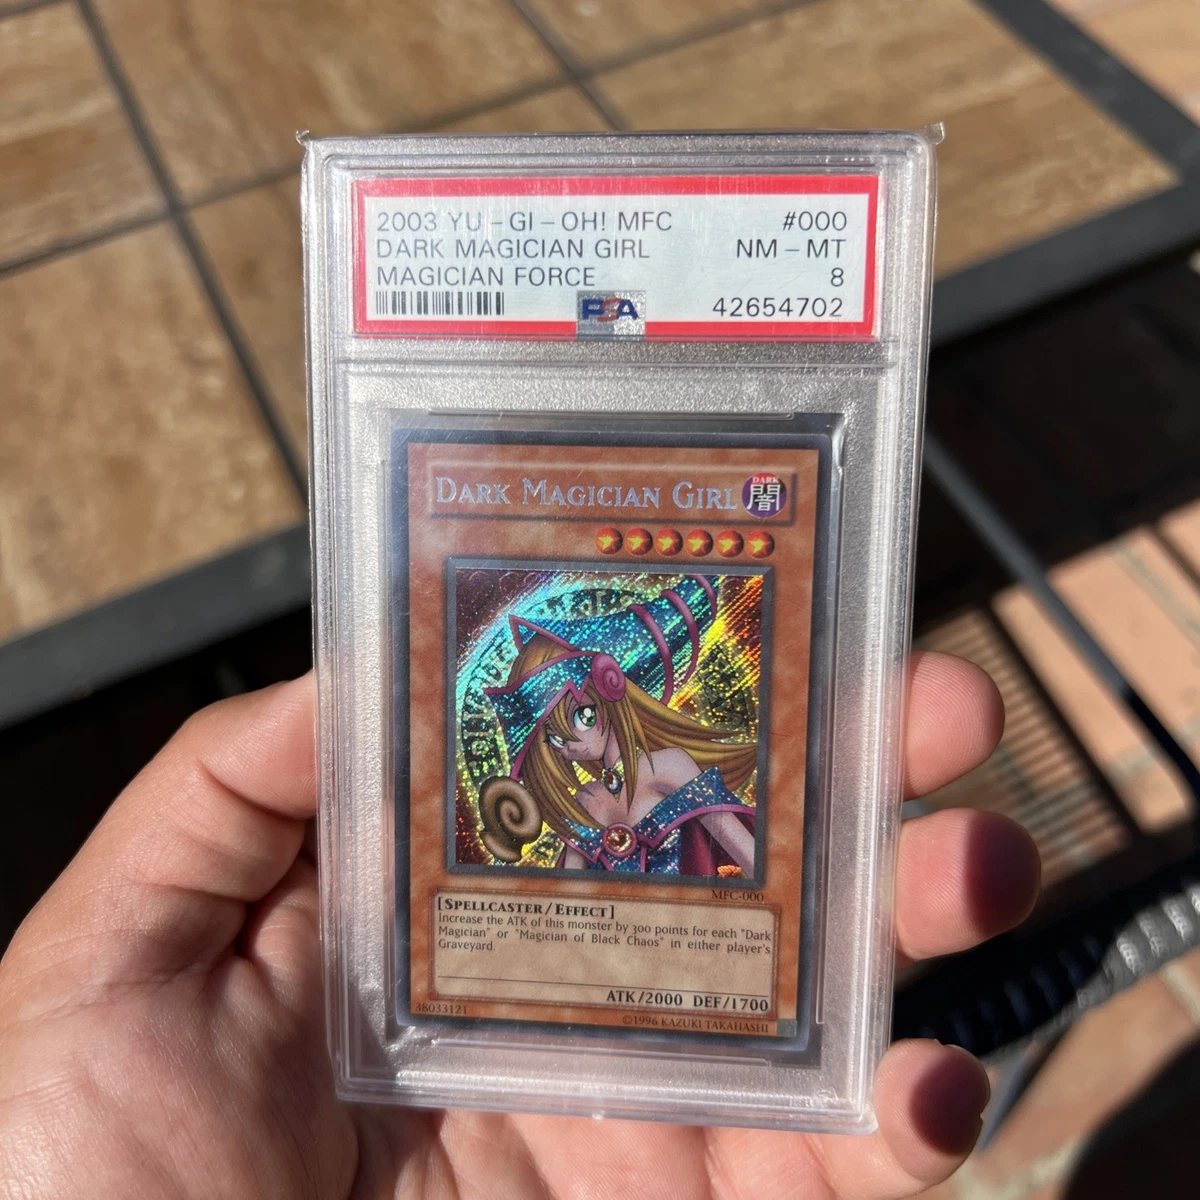 2003 YU-GI-OH! MFC #000
DARK MAGICIAN GIRL NM-MT
MAGICIAN FORCE 8
PSA 42654702
DARK MAGICIAN GIRL
DARK
闇
MFC-000
[SPELLCASTER/EFFECT]
Increase the ATK of this monster by 300 points for each "Dark
Magician" or "Magician of Black Chaos" in either player's
Graveyard.
ATK/2000 DEF/1700
38033121
©1996 KAZUKI TAKAHASHI